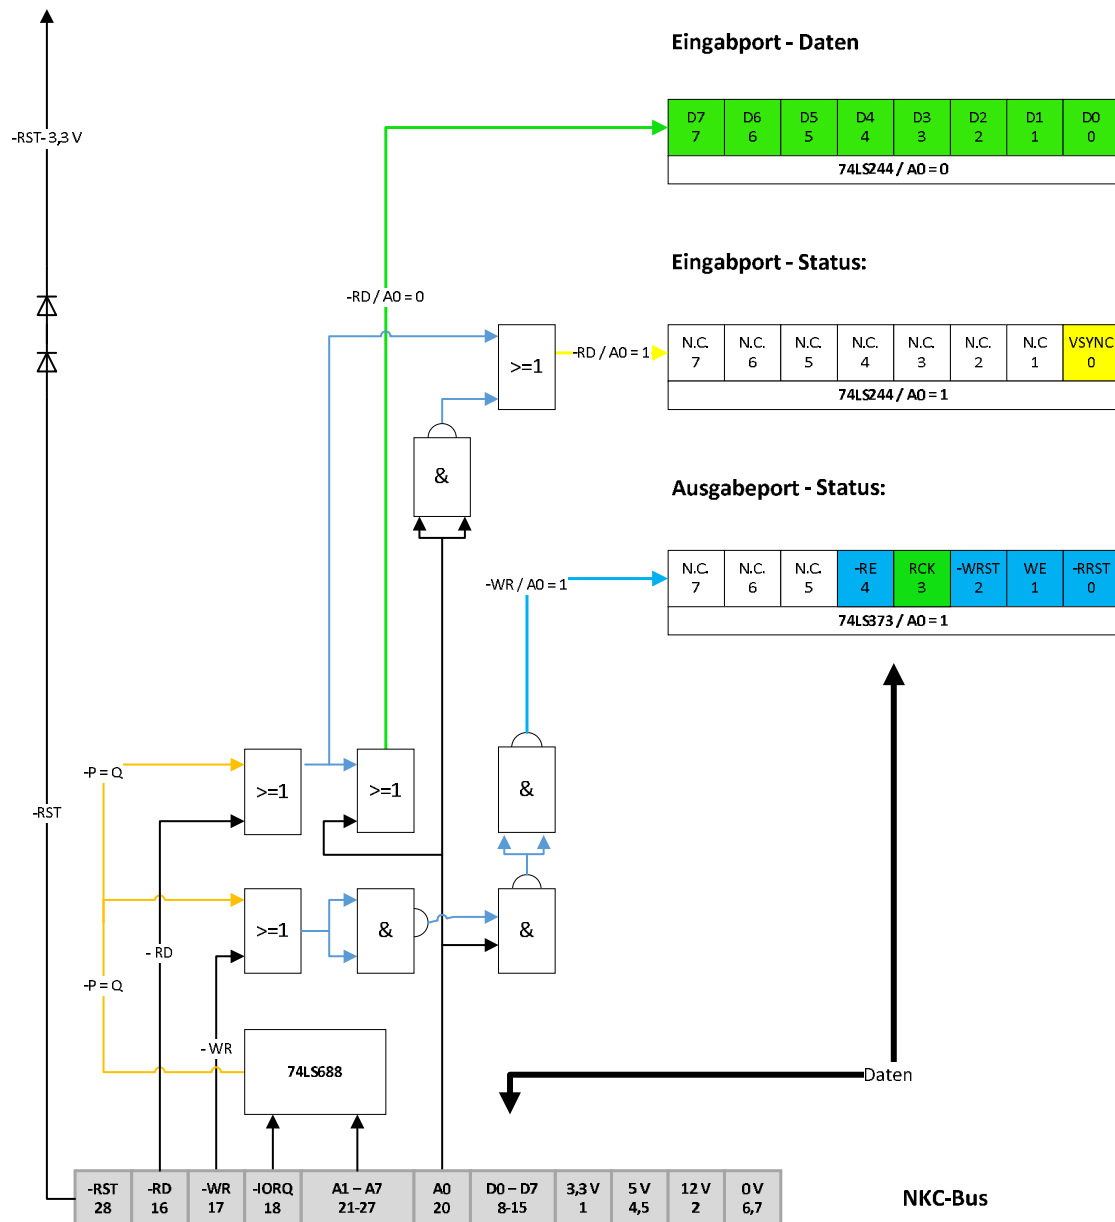 Eingabport - Daten
-RST- 3,3 V
D7 D6 D5 D4 D3 D2 D1 D0
7 6 5 4 3 2 1 0
74LS244 / A0 = 0
Eingabport - Status:
-RD / A0 = 0
N.C. N.C. N.C. N.C. N.C. N.C. N.C VSYNC
7 6 5 4 3 2 1 0
-RD / A0 = 1
>=1
74LS244 / A0 = 1
&
Ausgabeport - Status:
N.C. N.C. N.C. -RE RCK -WRST WE -RRST
7 6 5 4 3 2 1 0
-WR / A0 = 1
74LS373 / A0 = 1
-P = Q
>=1
>=1
&
-RST
>=1
&
&
- RD
-P = Q
- WR
74LS688
Daten
-RST -RD -WR -IORQ A1 – A7 A0 D0 – D7 3,3 V 5 V 12 V 0 V
28 16 17 18 21-27 20 8-15 1 4,5 2 6,7
NKC-Bus